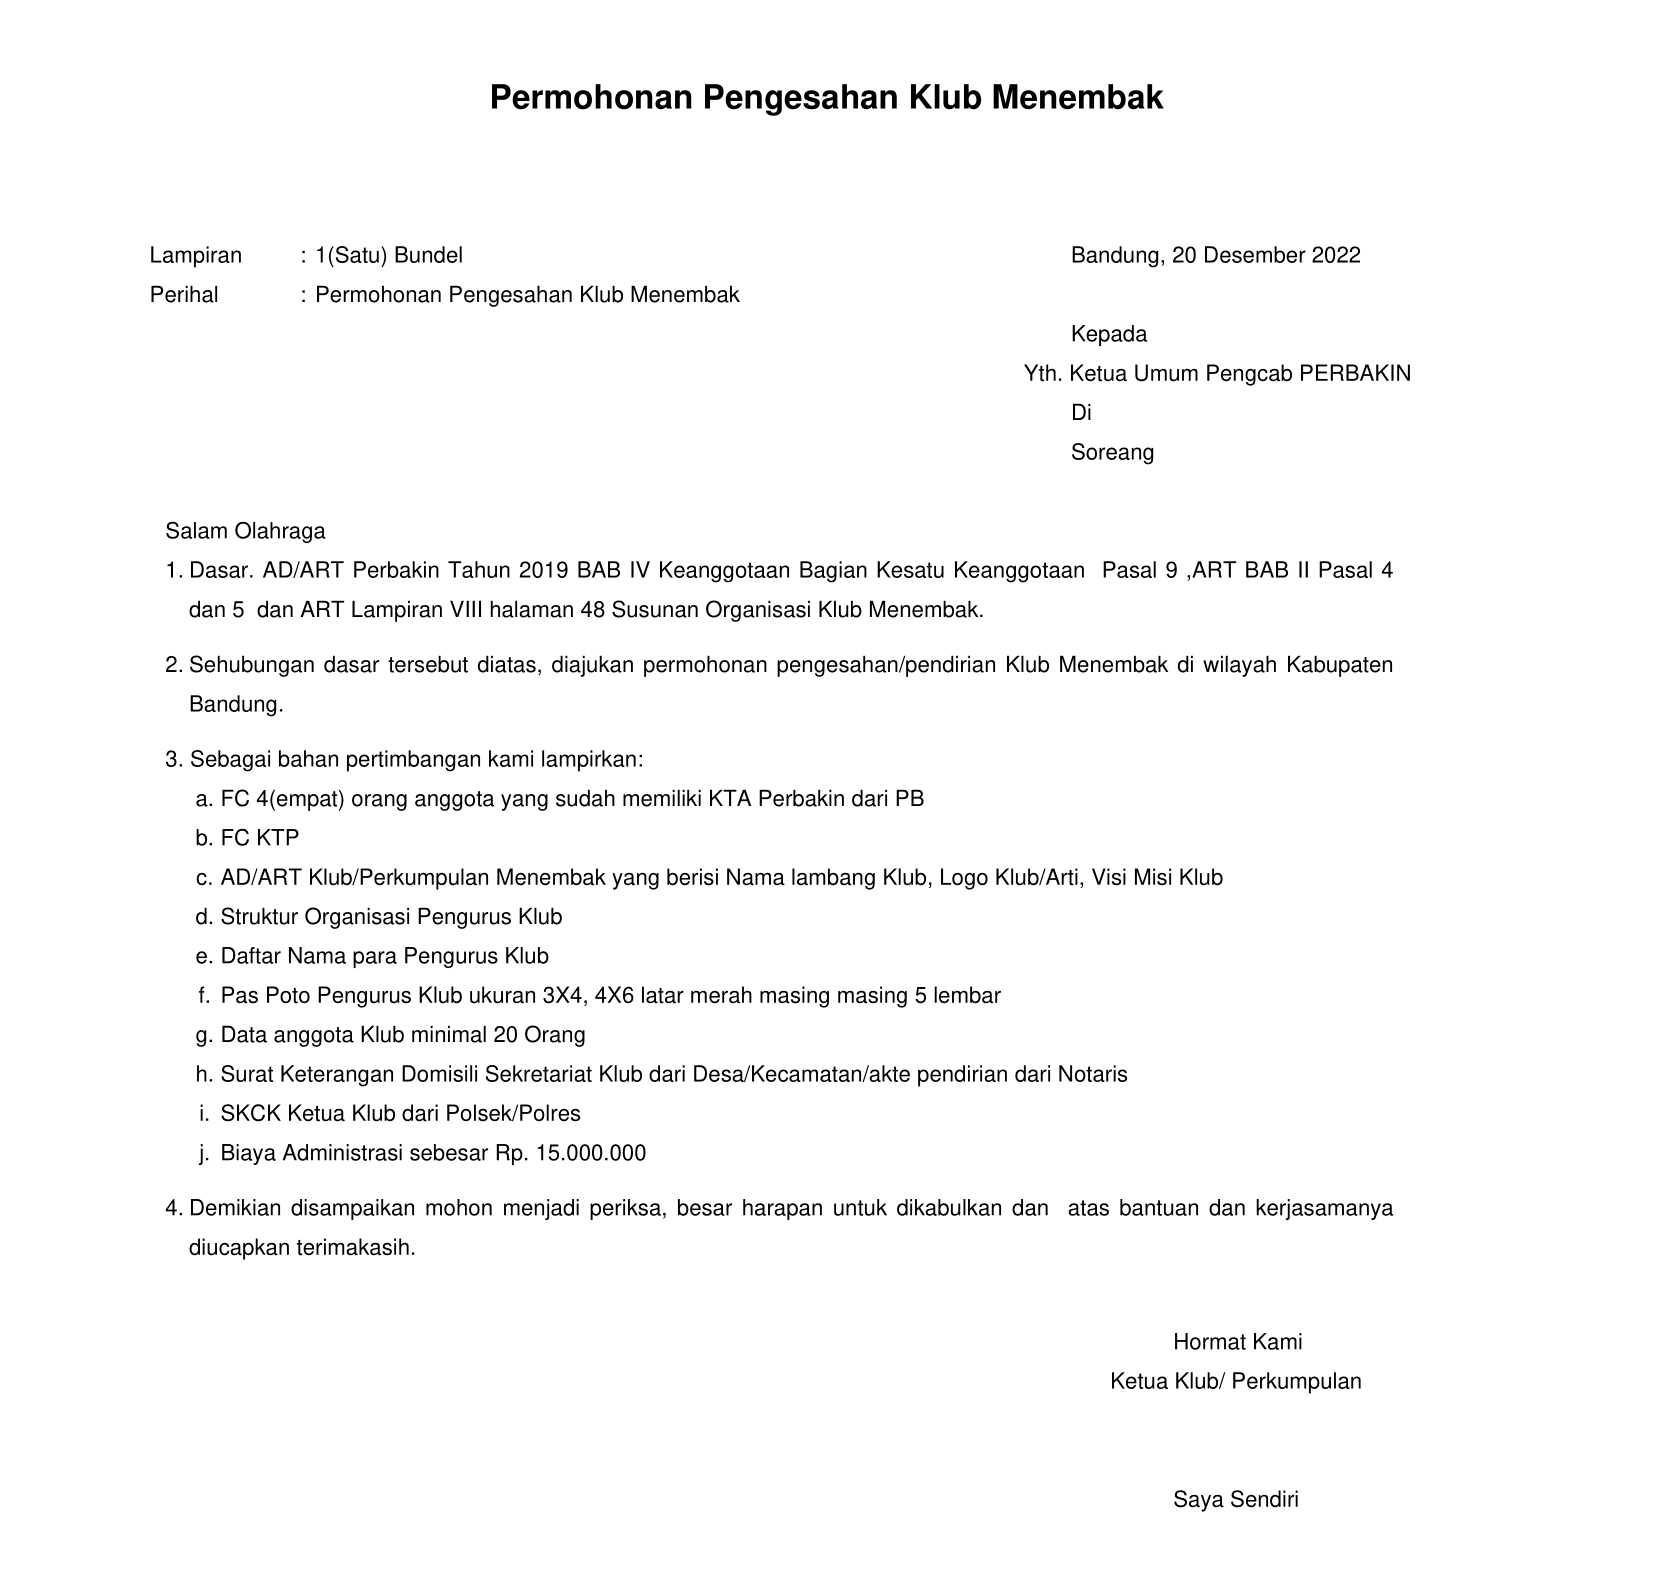 Permohonan Pengesahan Klub Menembak
Lampiran : 1(Satu) Bundel Bandung, 20 Desember 2022
Perihal : Permohonan Pengesahan Klub Menembak
Kepada
Yth. Ketua Umum Pengcab PERBAKIN
Di
Soreang
Salam Olahraga
1. Dasar. AD/ART Perbakin Tahun 2019 BAB IV Keanggotaan Bagian Kesatu Keanggotaan Pasal 9 ,ART BAB II Pasal 4
dan 5 dan ART Lampiran VIII halaman 48 Susunan Organisasi Klub Menembak.
2. Sehubungan dasar tersebut diatas, diajukan permohonan pengesahan/pendirian Klub Menembak di wilayah Kabupaten
Bandung.
3. Sebagai bahan pertimbangan kami lampirkan:
a. FC 4(empat) orang anggota yang sudah memiliki KTA Perbakin dari PB
b. FC KTP
c. AD/ART Klub/Perkumpulan Menembak yang berisi Nama lambang Klub, Logo Klub/Arti, Visi Misi Klub
d. Struktur Organisasi Pengurus Klub
e. Daftar Nama para Pengurus Klub
f. Pas Poto Pengurus Klub ukuran 3X4, 4X6 latar merah masing masing 5 lembar
g. Data anggota Klub minimal 20 Orang
h. Surat Keterangan Domisili Sekretariat Klub dari Desa/Kecamatan/akte pendirian dari Notaris
i. SKCK Ketua Klub dari Polsek/Polres
j. Biaya Administrasi sebesar Rp. 15.000.000
4. Demikian disampaikan mohon menjadi periksa, besar harapan untuk dikabulkan dan atas bantuan dan kerjasamanya
diucapkan terimakasih.
Hormat Kami
Ketua Klub/ Perkumpulan
Saya Sendiri